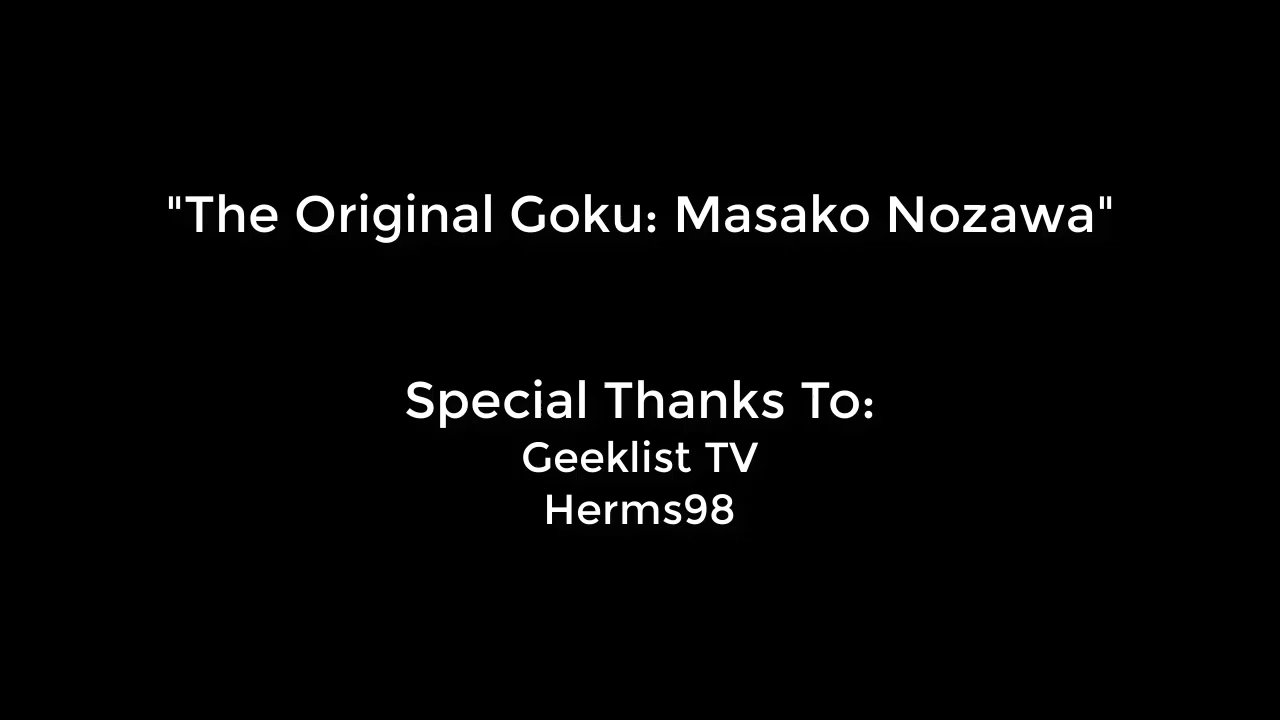 "The Original Goku: Masako Nozawa"
Special Thanks To:
Geeklist TV
Herms98